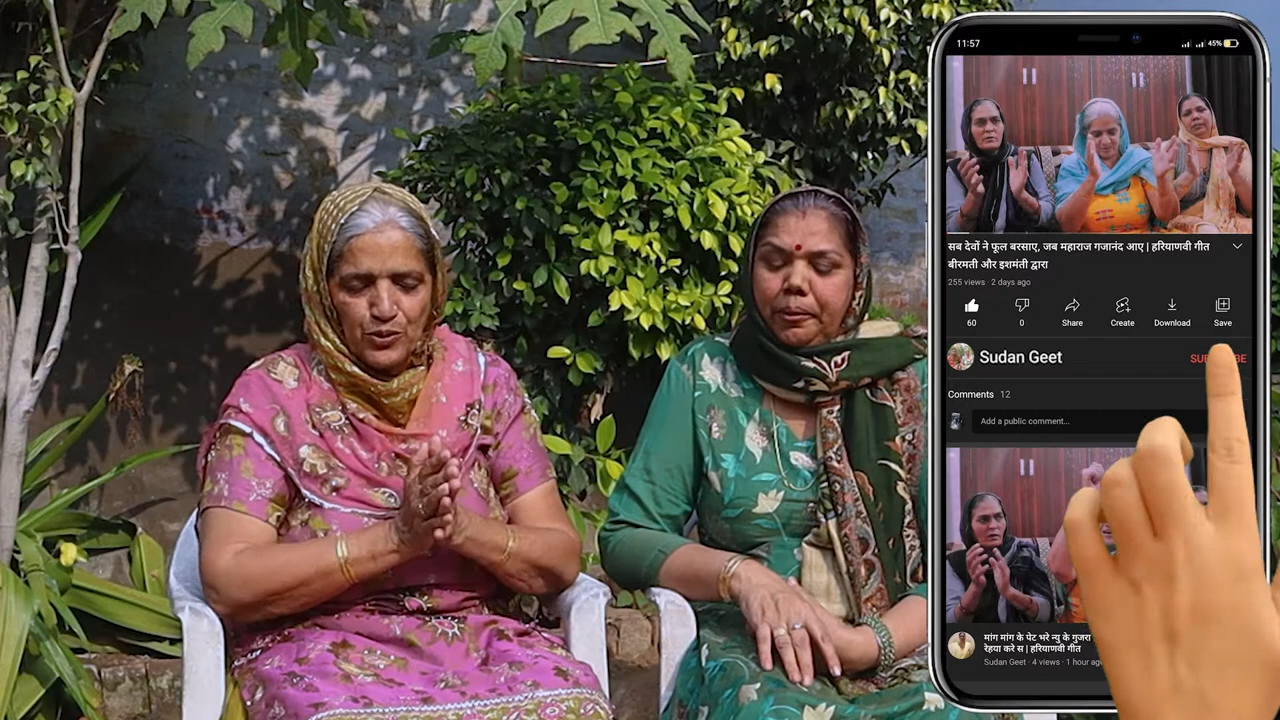 11:57
45%
सब देवों ने फूल बरसाए, जब महाराज गजानंद आए | हरियाणवी गीत
बीरमती और इशमंती द्वारा
255 views · 2 days ago
60
0
Share
Create
Download
Save
Sudan Geet
Comments 12
Add a public comment...
मांग मांग के पेट भरे न्यु के गुजरा
रेहया करे स | हरियाणवी गीत
Sudan Geet · 4 views · 1 hour